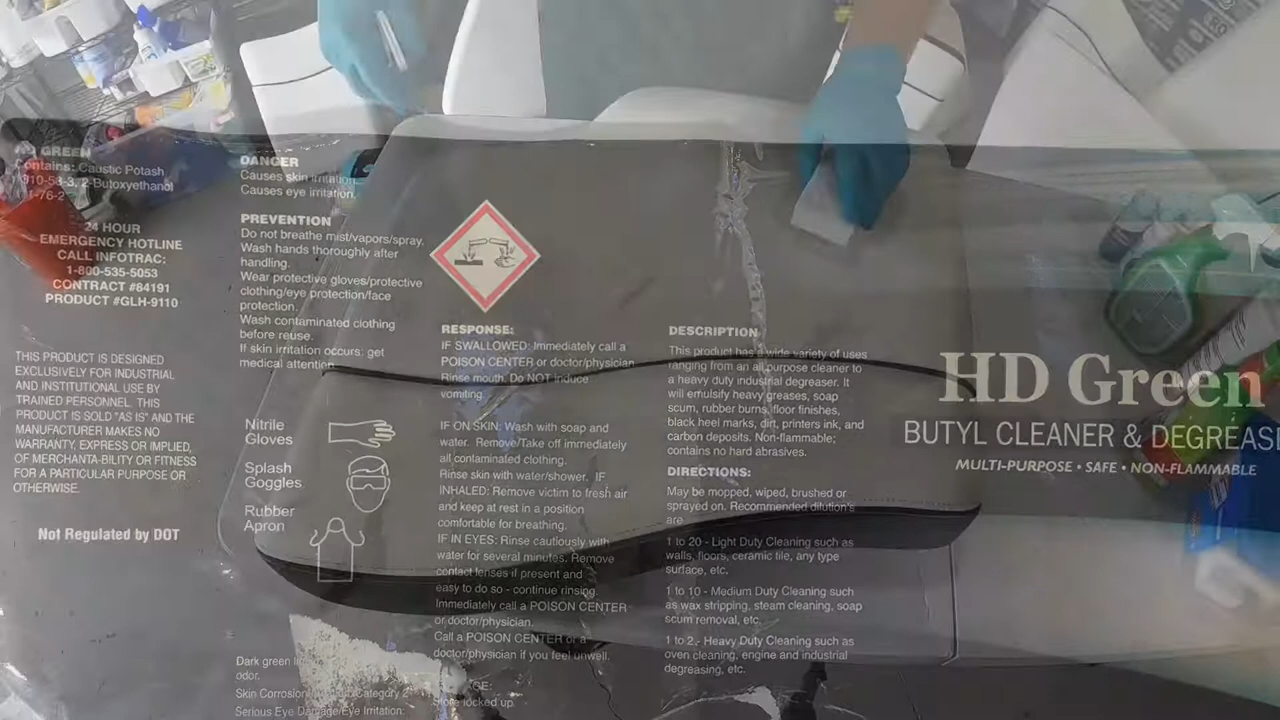 HD GREEN
Contains: Caustic Potash
1310-58-3, 2-Butoxyethanol
-76-2
24 HOUR
EMERGENCY HOTLINE
CALL INFOTRAC:
1-800-535-5053
CONTRACT #84191
PRODUCT #GLH-9110
THIS PRODUCT IS DESIGNED
EXCLUSIVELY FOR INDUSTRIAL
AND INSTITUTIONAL USE BY
TRAINED PERSONNEL. THIS
PRODUCT IS SOLD "AS IS" AND THE
MANUFACTURER MAKES NO
WARRANTY, EXPRESS OR IMPLIED,
OF MERCHANTA-BILITY OR FITNESS
FOR A PARTICULAR PURPOSE OR
OTHERWISE.
Not Regulated by DOT
DANGER
Causes skin irritation.
Causes eye irritation.
PREVENTION
Do not breathe mist/vapors/spray.
Wash hands thoroughly after
handling.
Wear protective gloves/protective
clothing/eye protection/face
protection.
Wash contaminated clothing
before reuse.
If skin irritation occurs: get
medical attention.
Nitrile
Gloves
Splash
Goggles
Rubber
Apron
Dark green
odor.
Skin Corrosion/Irritation Category 2
Serious Eye Damage/Eye Irritation:
RESPONSE:
IF SWALLOWED: Immediately call a
POISON CENTER or doctor/physician
Rinse mouth. Do NOT induce
vomiting.
IF ON SKIN: Wash with soap and
water. Remove/Take off immediately
all contaminated clothing.
Rinse skin with water/shower. IF
INHALED: Remove victim to fresh air
and keep at rest in a position
comfortable for breathing.
IF IN EYES: Rinse cautiously with
water for several minutes. Remove
contact lenses if present and
easy to do so - continue rinsing.
Immediately call a POISON CENTER
or doctor/physician.
Call a POISON CENTER or a
doctor/physician if you feel unwell.
Store locked up
DESCRIPTION
This product has a wide variety of uses
ranging from an all purpose cleaner to
a heavy duty industrial degreaser. It
will emulsify heavy greases, soap
scum, rubber burns, floor finishes,
black heel marks, dirt, printers ink, and
carbon deposits. Non-flammable;
contains no hard abrasives.
DIRECTIONS:
May be mopped, wiped, brushed or
sprayed on. Recommended dilution's
are
1 to 20 - Light Duty Cleaning such as
walls, floors, ceramic tile, any type
surface, etc.
1 to 10 - Medium Duty Cleaning such
as wax stripping, steam cleaning, soap
scum removal, etc.
1 to 2 - Heavy Duty Cleaning such as
oven cleaning, engine and industrial
degreasing, etc.
HD Green
BUTYL CLEANER & DEGREAS
MULTI-PURPOSE • SAFE • NON-FLAMMABLE